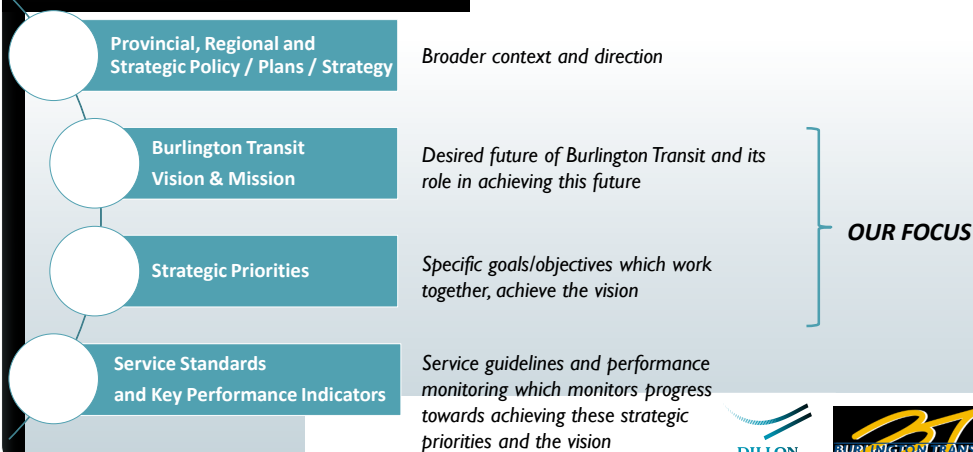 Provincial, Regional and
Strategic Policy / Plans / Strategy
Broader context and direction
Burlington Transit
Vision & Mission
Desired future of Burlington Transit and its
role in achieving this future
OUR FOCUS
Strategic Priorities
Specific goals/objectives which work
together, achieve the vision
Service Standards
and Key Performance Indicators
Service guidelines and performance
monitoring which monitors progress
towards achieving these strategic
priorities and the vision
DILLON
BURLINGTON